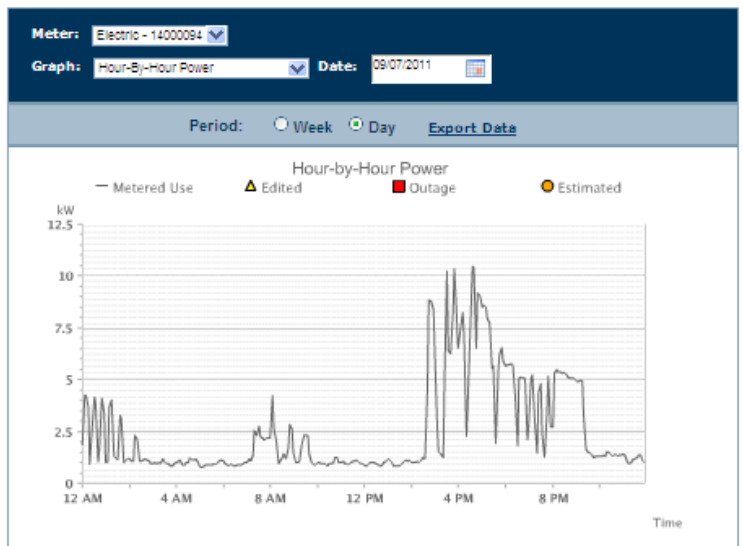 Meter: Electric - 14000094
Graph: Hour-By-Hour Power Date: 09/07/2011
Period: Week Day Export Data
Hour-by-Hour Power
Metered Use Edited Outage Estimated
kW
12.5
10
7.5
5
2.5
0
12 AM 4 AM 8 AM 12 PM 4 PM 8 PM
Time